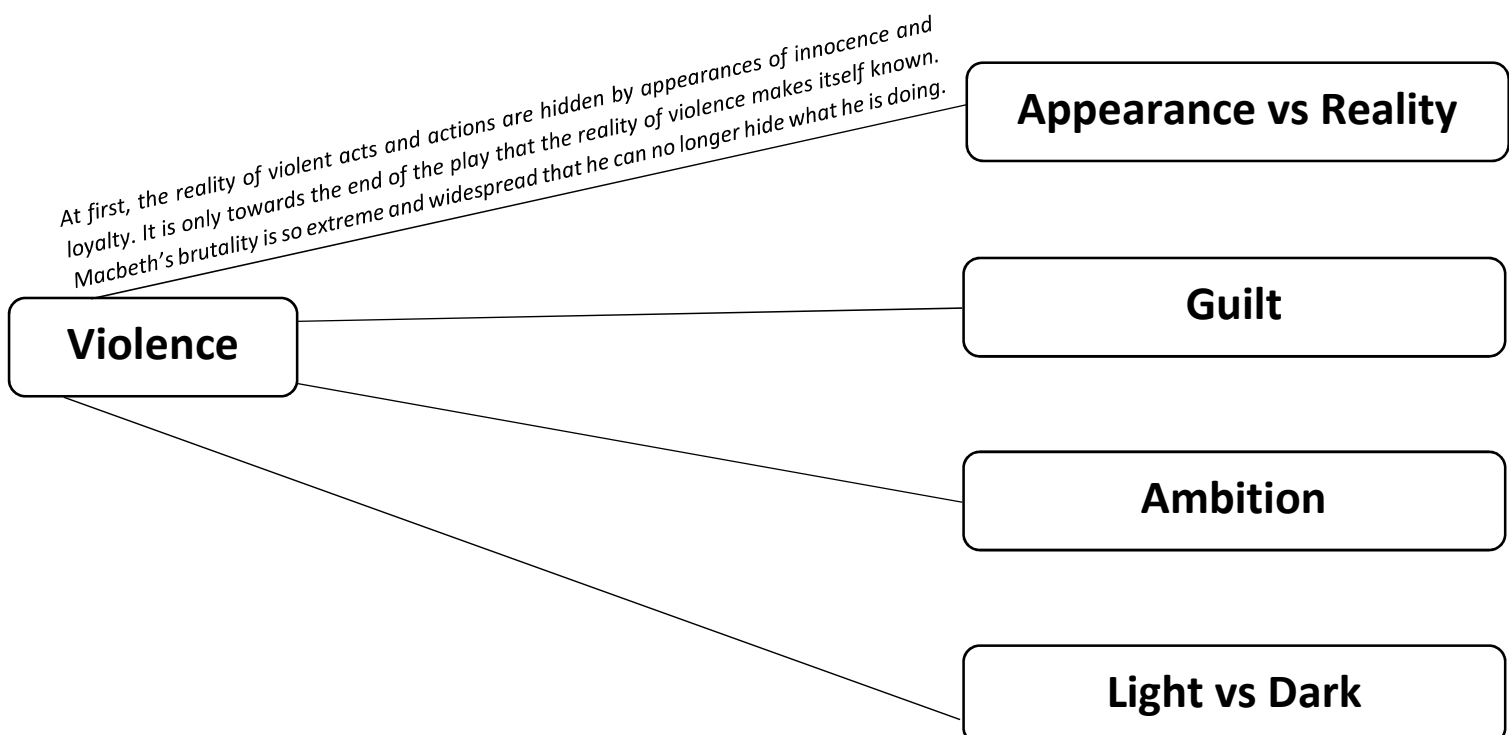 At first, the reality of violent acts and actions are hidden by appearances of innocence and
loyalty. It is only towards the end of the play that the reality of violence makes itself known.
Macbeth’s brutality is so extreme and widespread that he can no longer hide what he is doing.
Appearance vs Reality
Guilt
Violence
Ambition
Light vs Dark